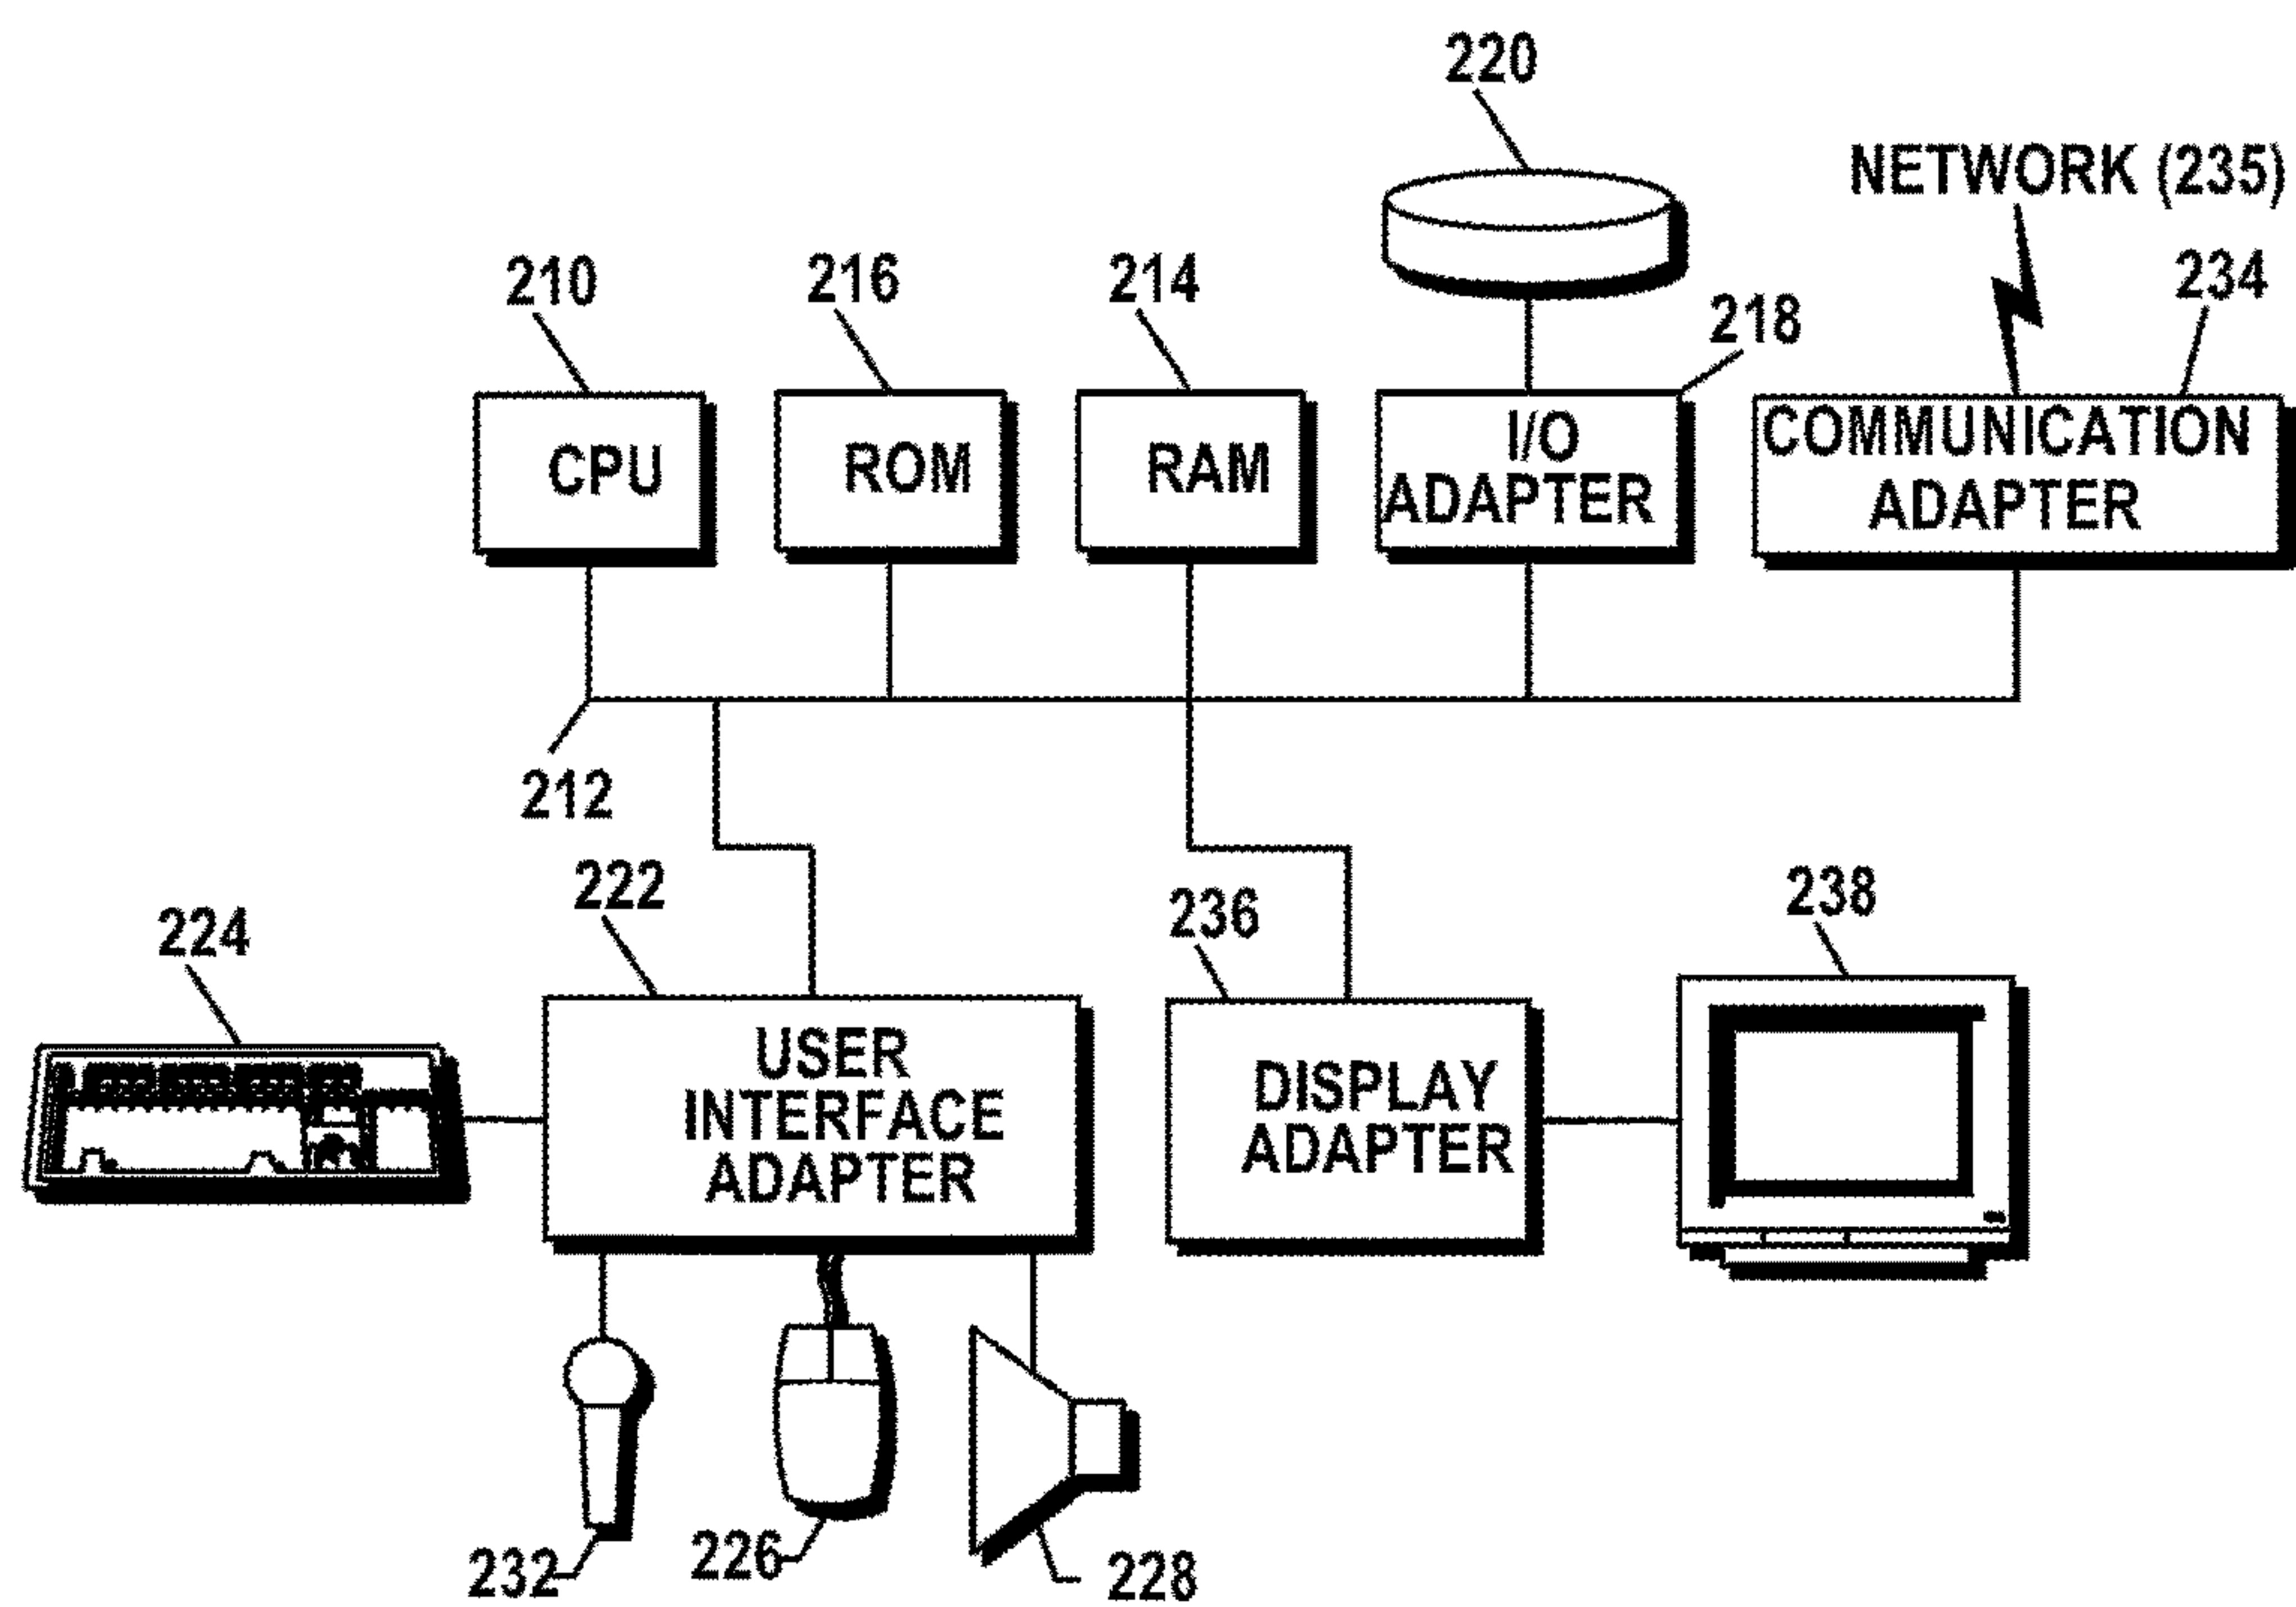 220
NETWORK (235)
210
216
214
218
234
CPU
ROM
RAM
I/O
ADAPTER
COMMUNICATION
ADAPTER
212
224
222
236
238
USER
INTERFACE
ADAPTER
DISPLAY
ADAPTER
232
226
228